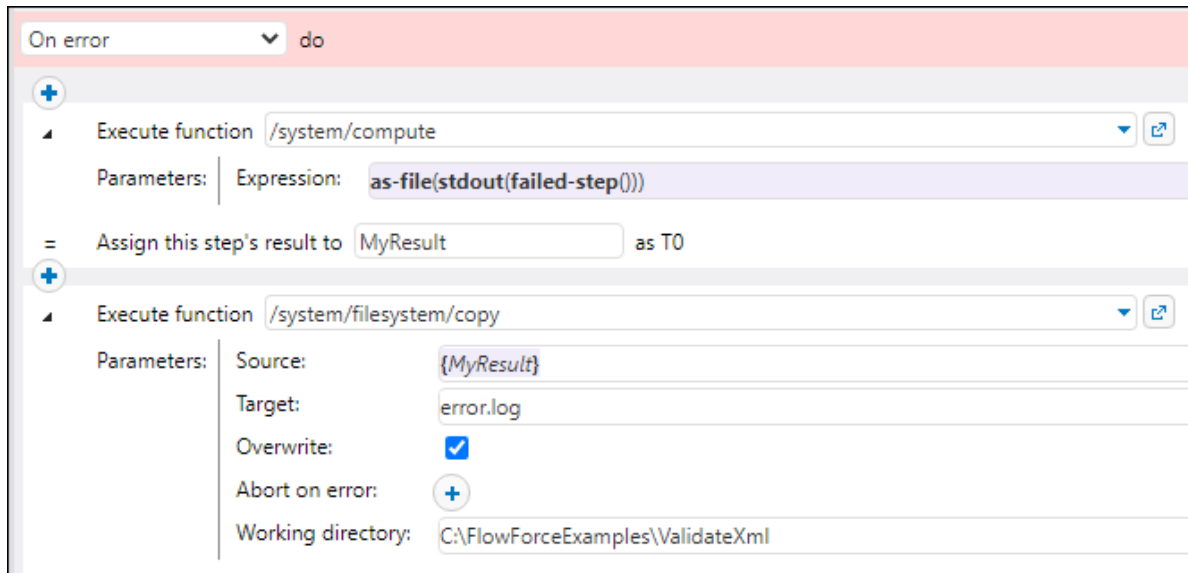 On error do
Execute function /system/compute
Parameters: Expression: as-file(stdout(failed-step()))
= Assign this step's result to MyResult as T0
Execute function /system/filesystem/copy
Parameters: Source: {MyResult}
Target: error.log
Overwrite:
Abort on error:
Working directory: C:\FlowForceExamples\ValidateXml